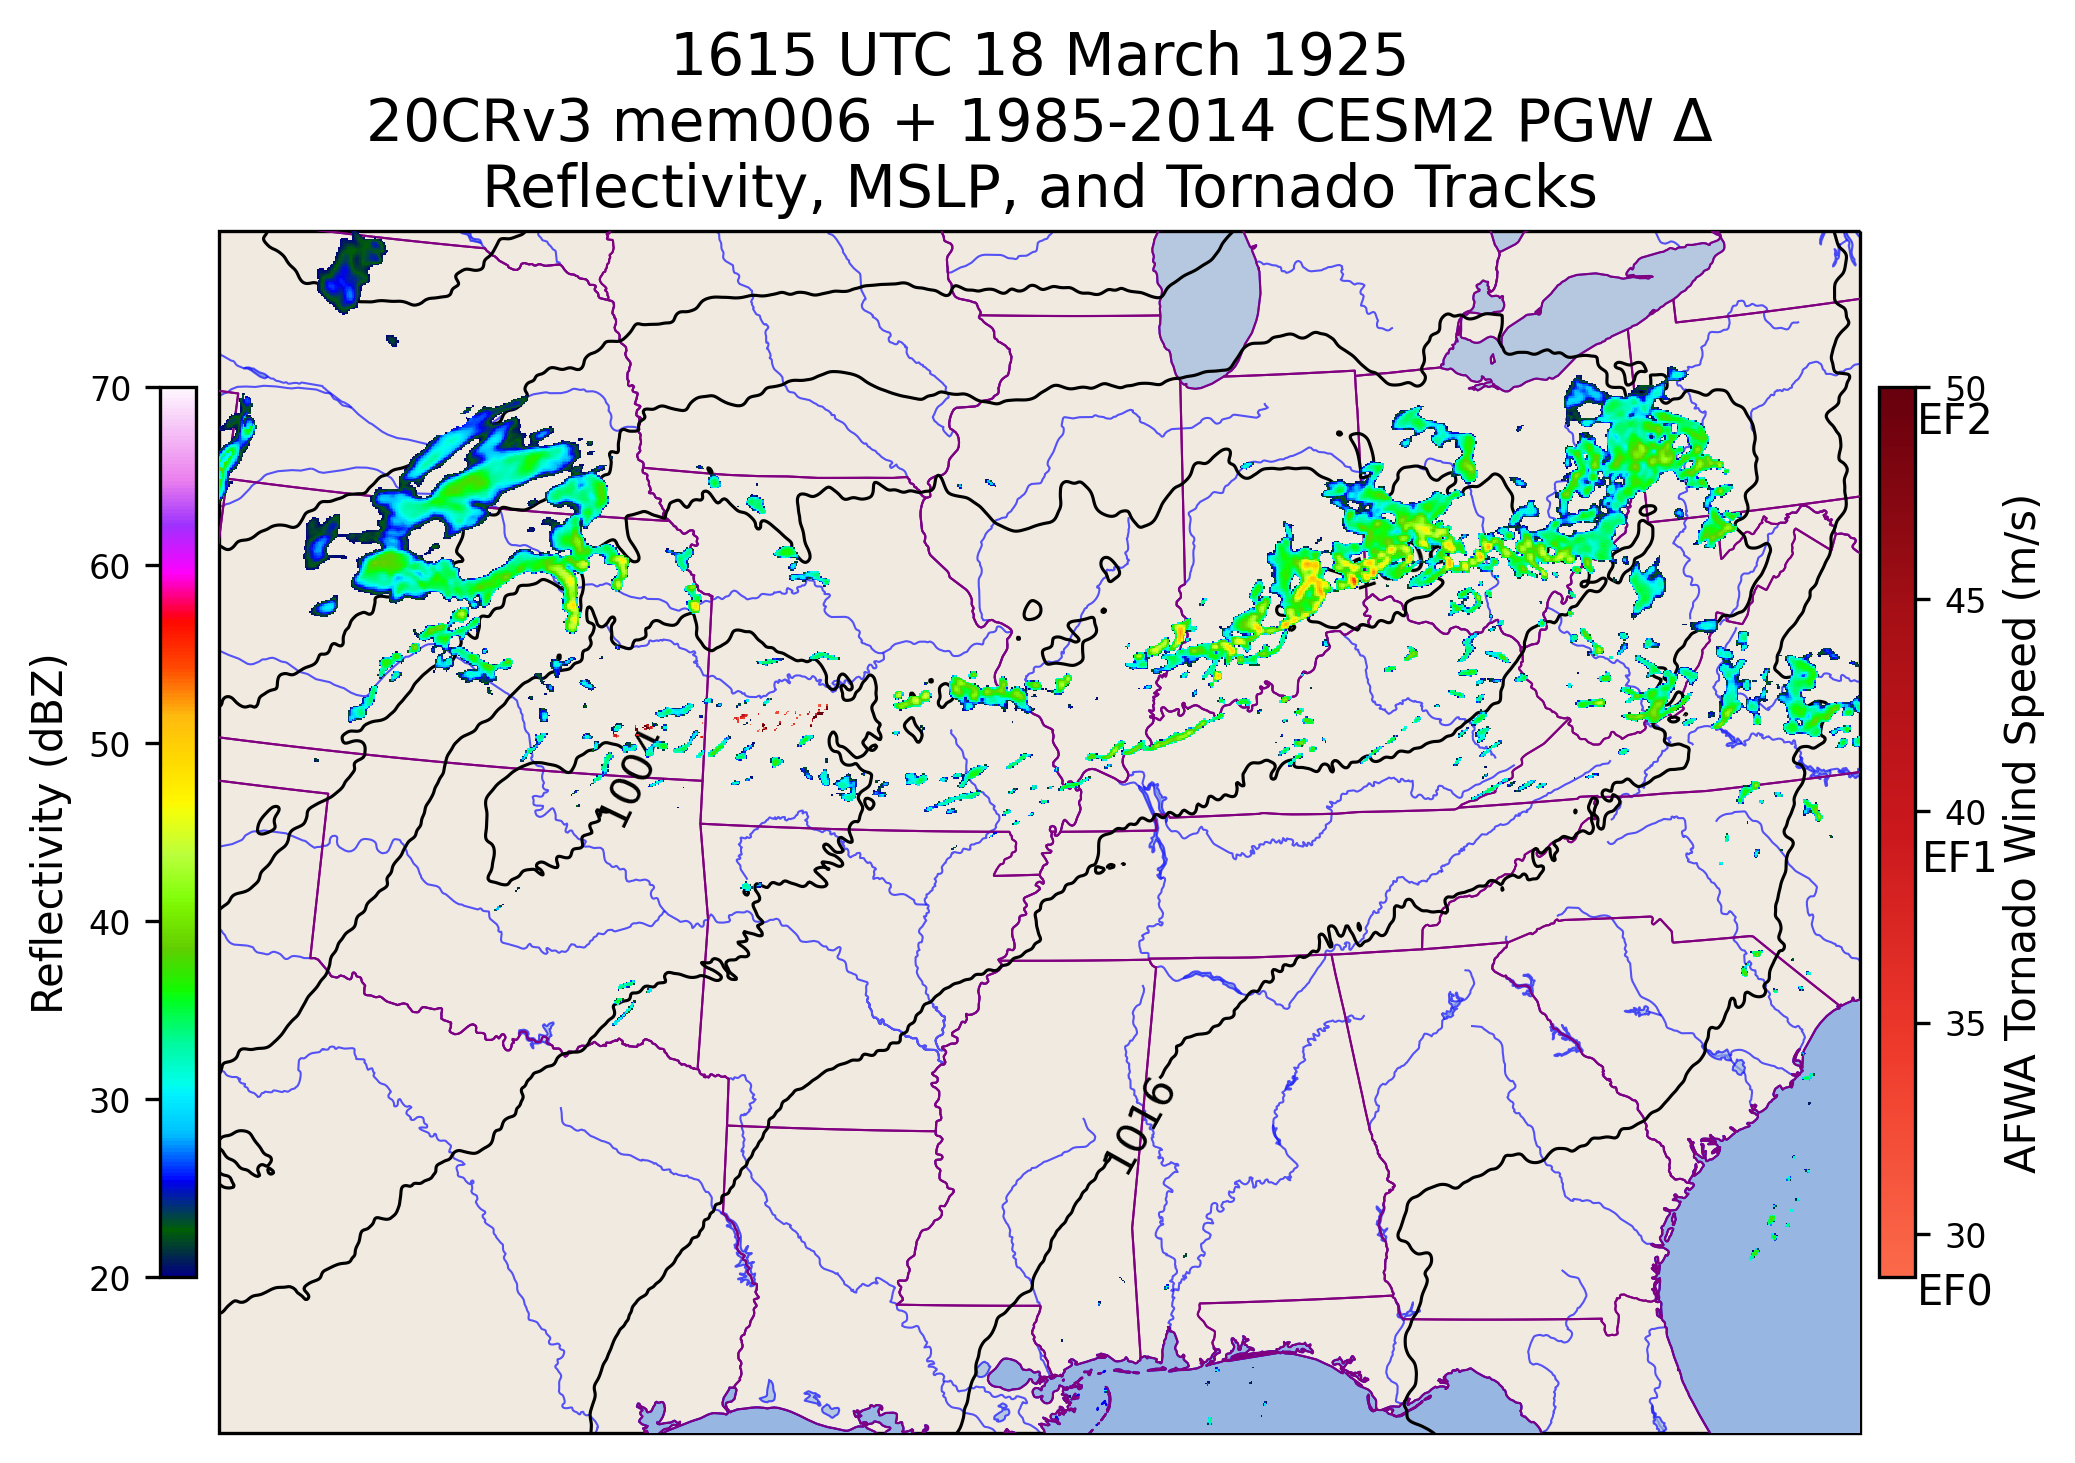 1615 UTC 18 March 1925
20CRv3 mem006 + 1985-2014 CESM2 PGW Δ
Reflectivity, MSLP, and Tornado Tracks
70
60
50
40
30
20
Reflectivity (dBZ)
1004
1016
50
EF2
45
40
EF1
35
30
EF0
AFWA Tornado Wind Speed (m/s)